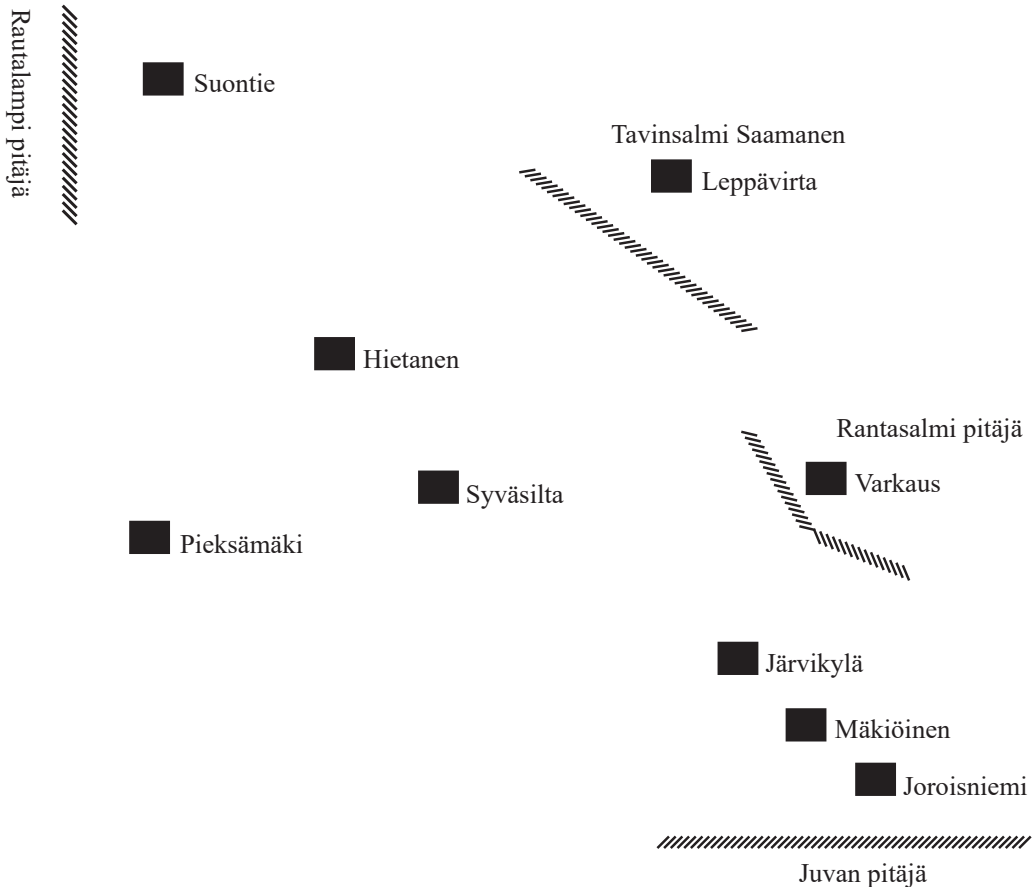 Rautalampi pitäjä
Suontie
Tavinsalmi Saamanen
Leppävirta
Hietanen
Rantasalmi pitäjä
Varkaus
Syväsilta
Pieksämäki
Järvikylä
Mäkiöinen
Joroisniemi
Juvan pitäjä